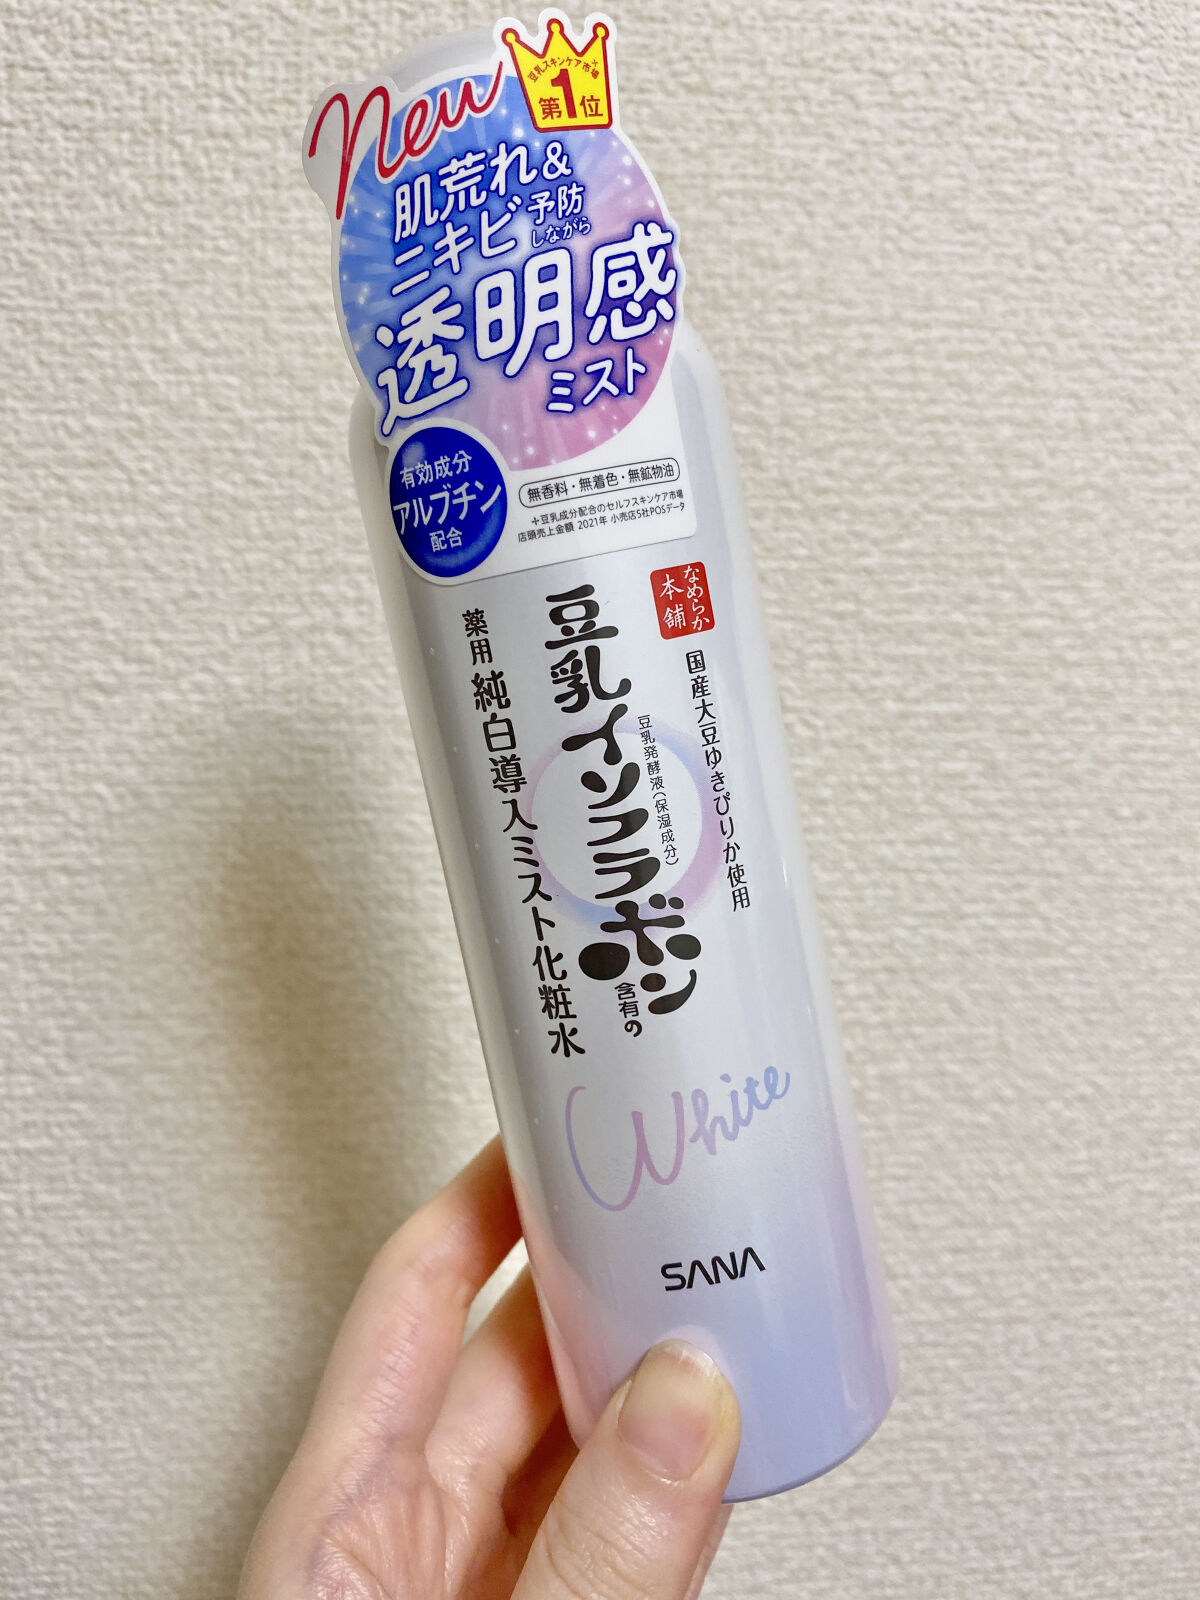 New
豆乳スキンケア市場※
第1位
肌荒れ&
ニキビ予防
しながら
透明感
ミスト
有効成分
アルブチン
配合
無香料・無着色・無鉱物油
+豆乳成分配合のセルフスキンケア市場
店頭売上金額 2021年 小売店5社POSデータ
なめらか
本舗
国産大豆ゆきぴりか使用
豆乳発酵液(保湿成分)
豆乳イソフラボン
含有の
薬用 純白導入ミスト化粧水
White
SANA